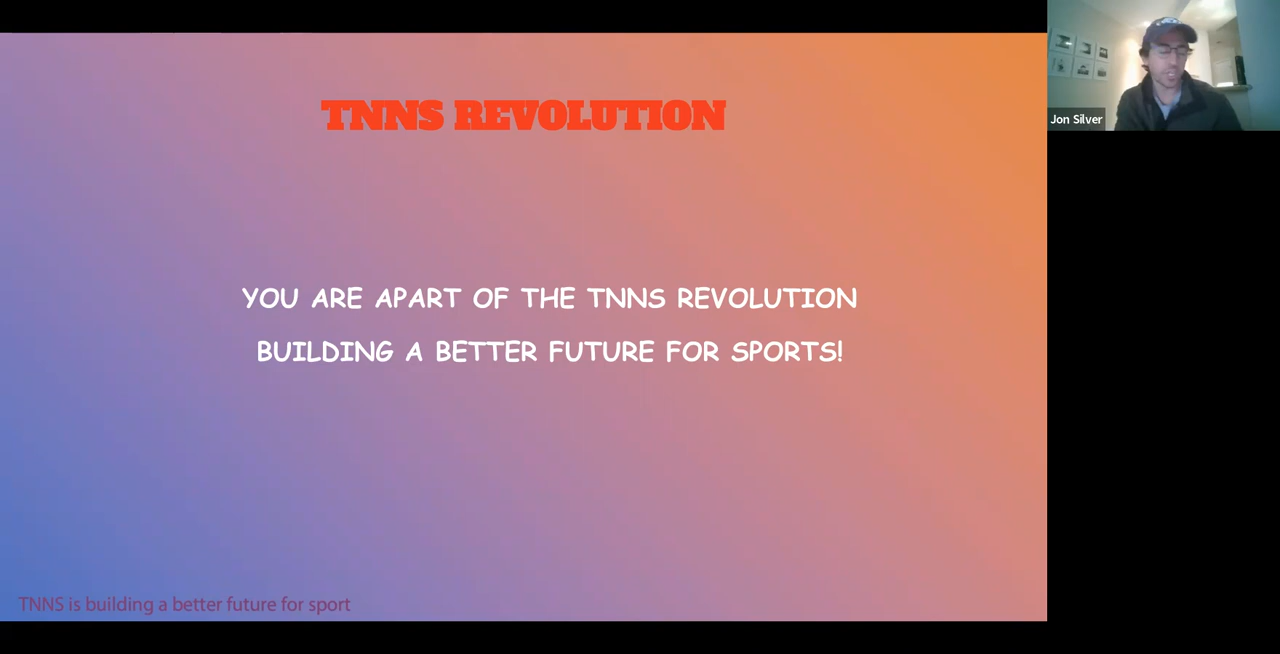 TNNS REVOLUTION
Jon Silver
YOU ARE APART OF THE TNNS REVOLUTION
BUILDING A BETTER FUTURE FOR SPORTS!
TNNS is building a better future for sport